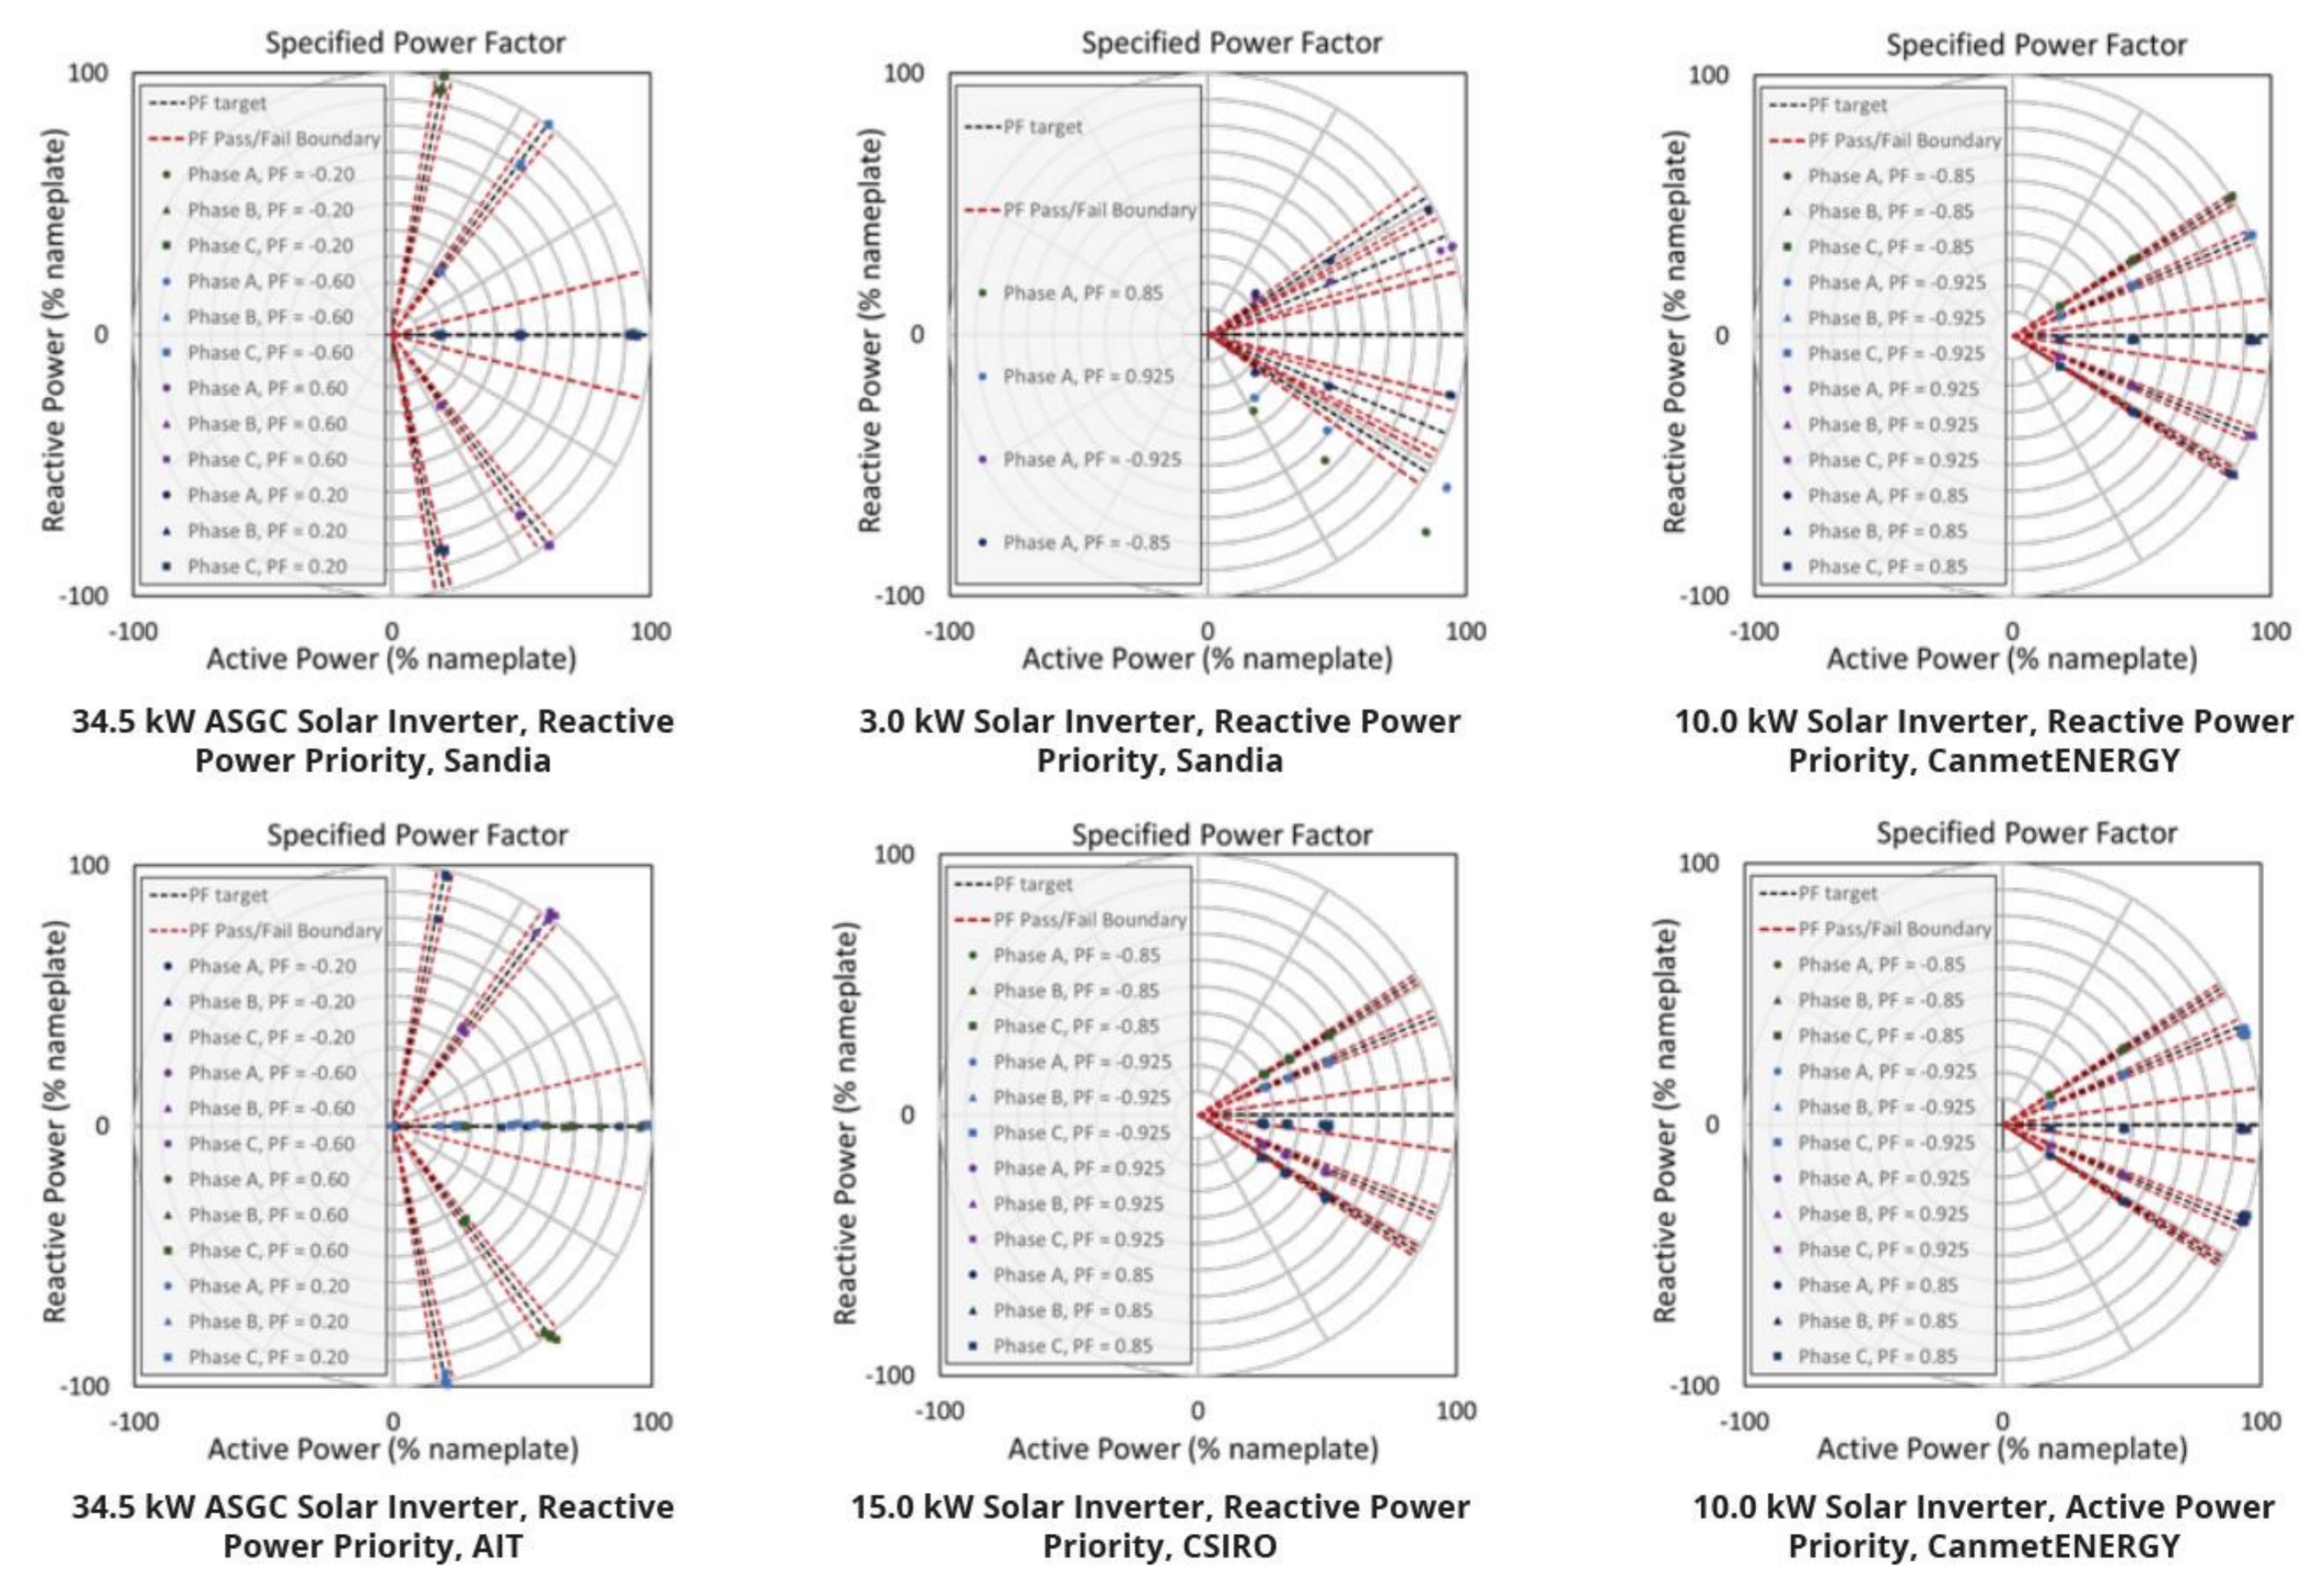 Specified Power Factor
100
0
-100
Reactive Power (% nameplate)
PF target
PF Pass/Fail Boundary
Phase A, PF = -0.20
Phase B, PF = -0.20
Phase C, PF = -0.20
Phase A, PF = -0.60
Phase B, PF = -0.60
Phase C, PF = -0.60
Phase A, PF = 0.60
Phase B, PF = 0.60
Phase C, PF = 0.60
Phase A, PF = 0.20
Phase B, PF = 0.20
Phase C, PF = 0.20
-100
0
100
Active Power (% nameplate)
34.5 kW ASGC Solar Inverter, Reactive
Power Priority, Sandia
Specified Power Factor
100
0
-100
Reactive Power (% nameplate)
PF target
PF Pass/Fail Boundary
Phase A, PF = 0.85
Phase A, PF = 0.925
Phase A, PF = -0.925
Phase A, PF = -0.85
-100
0
100
Active Power (% nameplate)
3.0 kW Solar Inverter, Reactive Power
Priority, Sandia
Specified Power Factor
100
0
-100
Reactive Power (% nameplate)
PF target
PF Pass/Fail Boundary
Phase A, PF = -0.85
Phase B, PF = -0.85
Phase C, PF = -0.85
Phase A, PF = -0.925
Phase B, PF = -0.925
Phase C, PF = -0.925
Phase A, PF = 0.925
Phase B, PF = 0.925
Phase C, PF = 0.925
Phase A, PF = 0.85
Phase B, PF = 0.85
Phase C, PF = 0.85
-100
0
100
Active Power (% nameplate)
10.0 kW Solar Inverter, Reactive Power
Priority, CanmetENERGY
Specified Power Factor
100
0
-100
Reactive Power (% nameplate)
PF target
PF Pass/Fail Boundary
Phase A, PF = -0.20
Phase B, PF = -0.20
Phase C, PF = -0.20
Phase A, PF = -0.60
Phase B, PF = -0.60
Phase C, PF = -0.60
Phase A, PF = 0.60
Phase B, PF = 0.60
Phase C, PF = 0.60
Phase A, PF = 0.20
Phase B, PF = 0.20
Phase C, PF = 0.20
-100
0
100
Active Power (% nameplate)
34.5 kW ASGC Solar Inverter, Reactive
Power Priority, AIT
Specified Power Factor
100
0
-100
Reactive Power (% nameplate)
PF target
PF Pass/Fail Boundary
Phase A, PF = -0.85
Phase B, PF = -0.85
Phase C, PF = -0.85
Phase A, PF = -0.925
Phase B, PF = -0.925
Phase C, PF = -0.925
Phase A, PF = 0.925
Phase B, PF = 0.925
Phase C, PF = 0.925
Phase A, PF = 0.85
Phase B, PF = 0.85
Phase C, PF = 0.85
-100
0
100
Active Power (% nameplate)
15.0 kW Solar Inverter, Reactive Power
Priority, CSIRO
Specified Power Factor
100
0
-100
Reactive Power (% nameplate)
PF target
PF Pass/Fail Boundary
Phase A, PF = -0.85
Phase B, PF = -0.85
Phase C, PF = -0.85
Phase A, PF = -0.925
Phase B, PF = -0.925
Phase C, PF = -0.925
Phase A, PF = 0.925
Phase B, PF = 0.925
Phase C, PF = 0.925
Phase A, PF = 0.85
Phase B, PF = 0.85
Phase C, PF = 0.85
-100
0
100
Active Power (% nameplate)
10.0 kW Solar Inverter, Active Power
Priority, CanmetENERGY